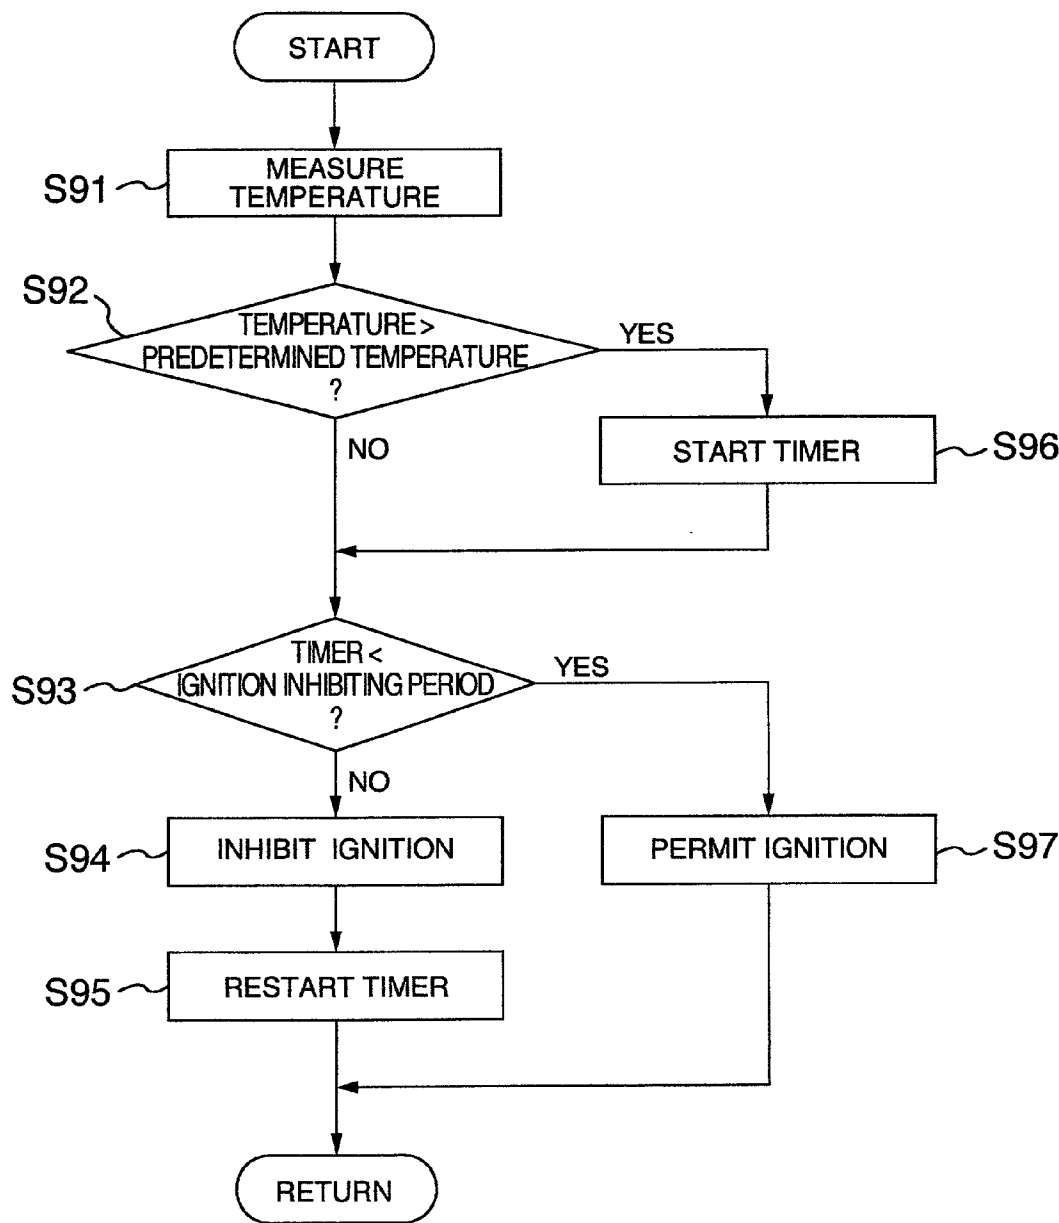 START
S91
MEASURE
TEMPERATURE
S92
TEMPERATURE >
PREDETERMINED TEMPERATURE
?
YES
NO
START TIMER
S96
S93
TIMER <
IGNITION INHIBITING PERIOD
?
YES
NO
S94
INHIBIT IGNITION
PERMIT IGNITION
S97
S95
RESTART TIMER
RETURN